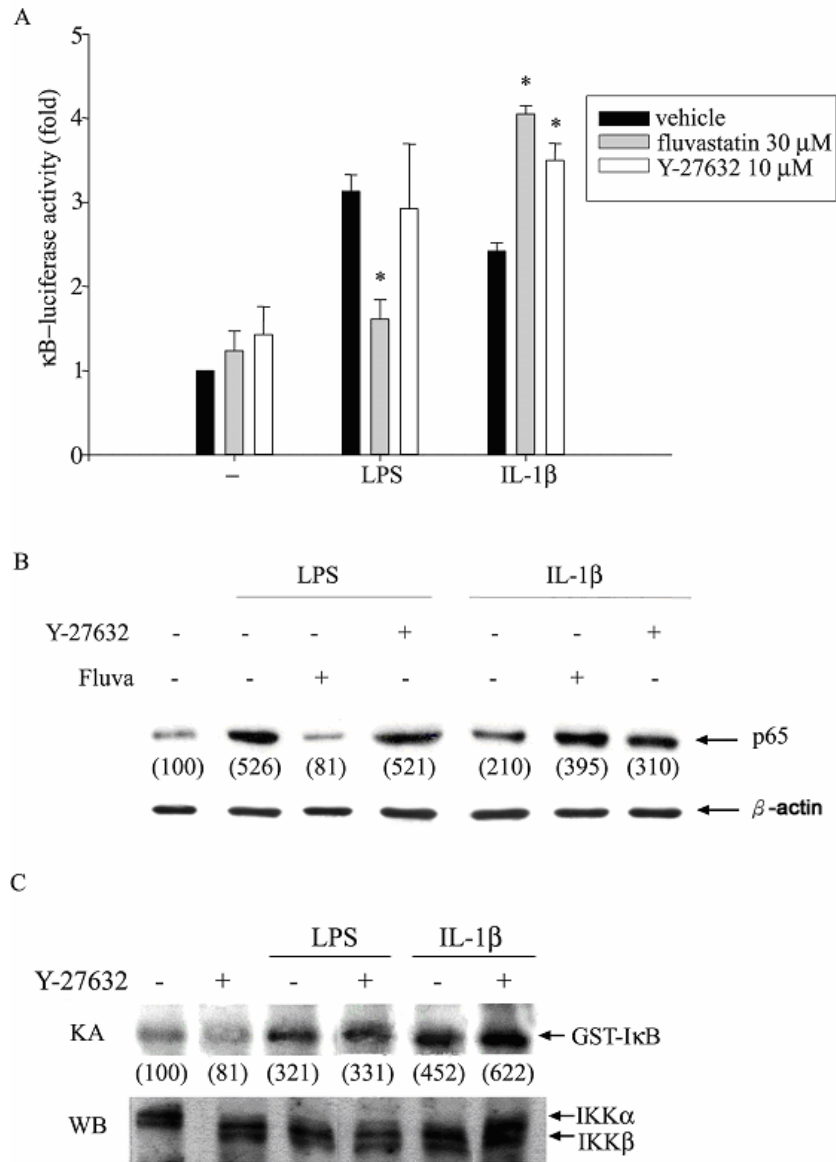 A
κB–luciferase activity (fold)
5
4
3
2
1
0
* * *
vehicle
fluvastatin 30 μM
Y-27632 10 μM
– LPS IL-1β
B
LPS IL-1β
Y-27632 - - - + - - +
Fluva - - + - - + -
p65
(100) (526) (81) (521) (210) (395) (310)
β-actin
C
LPS IL-1β
Y-27632 - + - + - +
KA GST-IκB
(100) (81) (321) (331) (452) (622)
WB IKKα
IKKβ